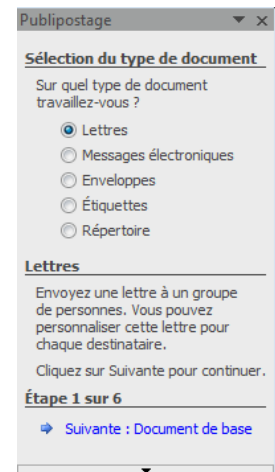 Publipostage
Sélection du type de document
Sur quel type de document
travaillez-vous ?
Lettres
Messages électroniques
Enveloppes
Étiquettes
Répertoire
Lettres
Envoyez une lettre à un groupe
de personnes. Vous pouvez
personnaliser cette lettre pour
chaque destinataire.
Cliquez sur Suivante pour continuer.
Étape 1 sur 6
Suivante : Document de base